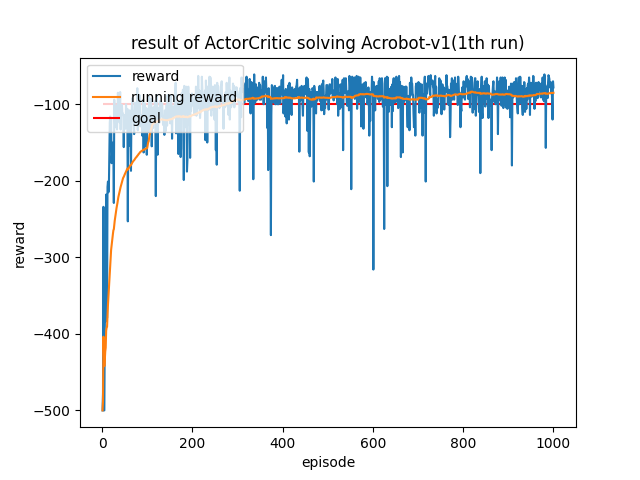 result of ActorCritic solving Acrobot-v1(1th run)
reward
running reward
goal
−100
−200
−300
−400
−500
reward
0
200
400
600
800
1000
episode